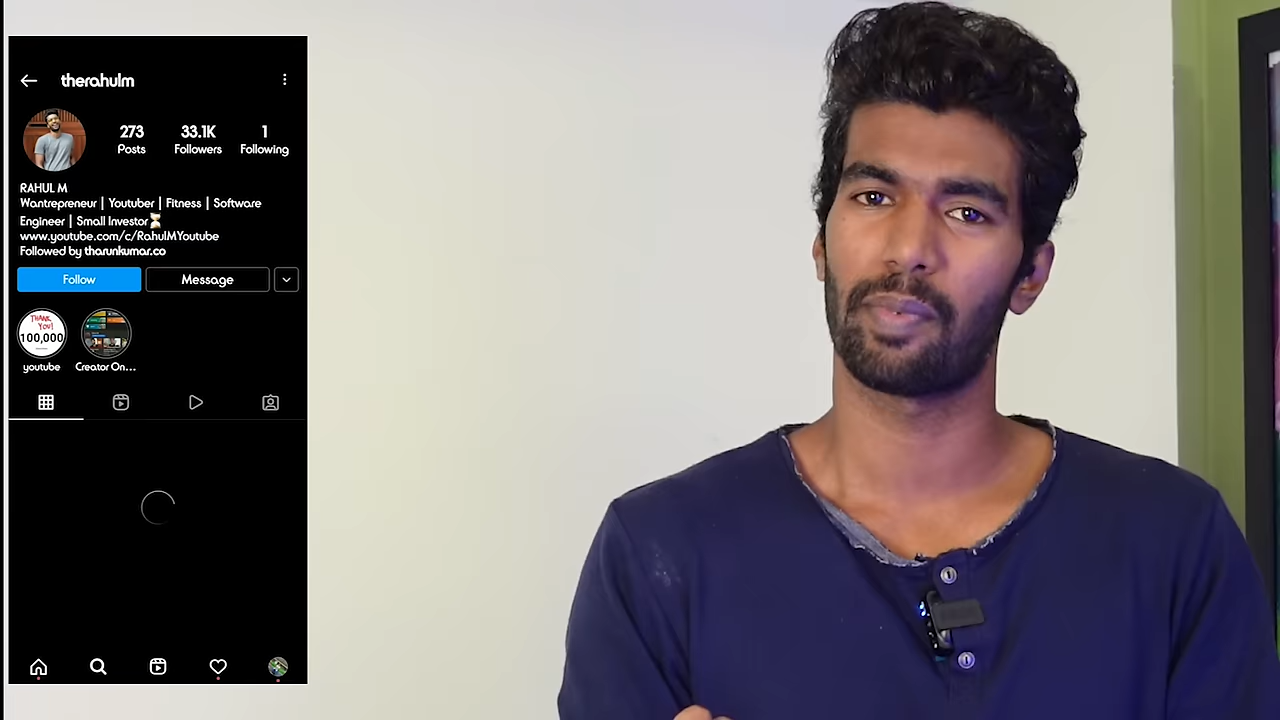 therahulm
273 33.1K 1
Posts Followers Following
RAHUL M
Wantrepreneur | Youtuber | Fitness | Software
Engineer | Small Investor⌛
www.youtube.com/c/RahulMYoutube
Followed by tharunkumar.co
Follow Message
THANK
YOU!
100,000
youtube Creator On...